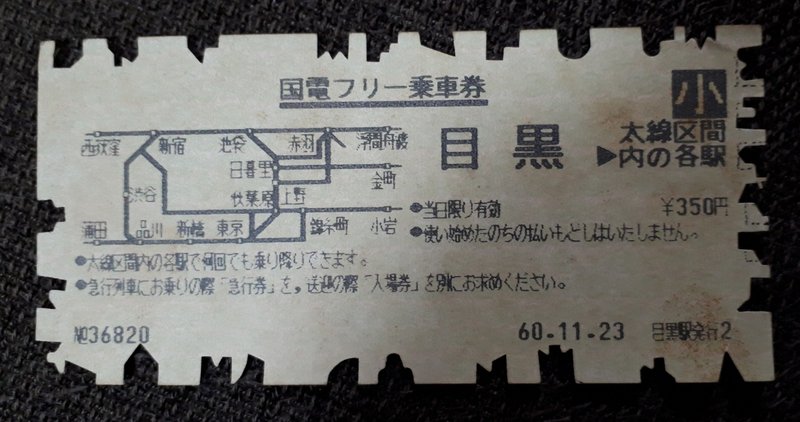 国電フリー乗車券
小
目黒
太線区間
▶内の各駅
西荻窪 新宿 池袋 赤羽 浮間舟渡
日暮里
金町
渋谷 秋葉原 上野
蒲田 品川 新橋 東京 錦糸町 小岩
●当日限り有効 ¥350円
●使い始めたのちの払いもどしはいたしません。
●太線区間内の各駅で何回でも乗り降りできます。
●急行列車にお乗りの際「急行券」を,送迎の際「入場券」を別にお求めください。
№36820
60.-11.-23 目黒駅発行2